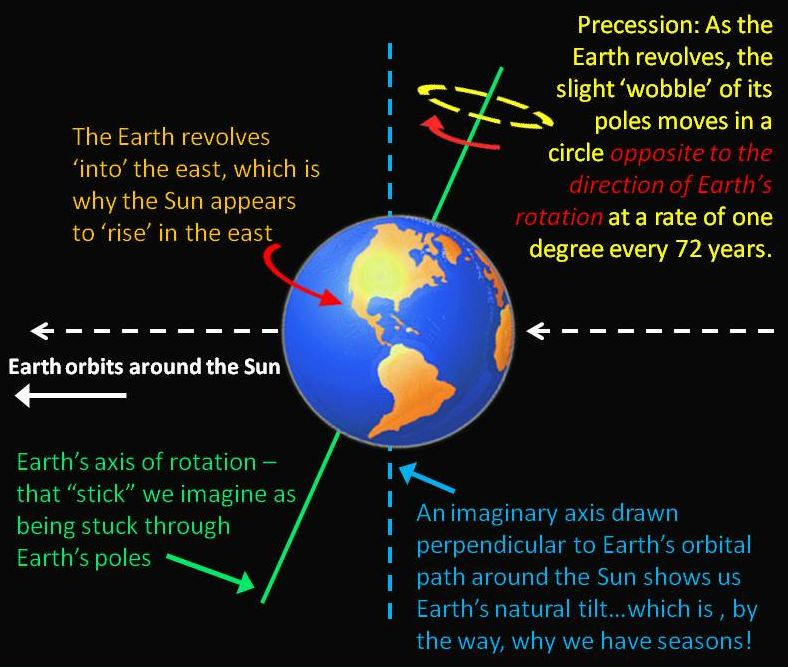 Precession: As the
Earth revolves, the
slight ‘wobble’ of its
poles moves in a
circle opposite to the
direction of Earth’s
rotation at a rate of one
degree every 72 years.
The Earth revolves
‘into’ the east, which is
why the Sun appears
to ‘rise’ in the east
Earth orbits around the Sun
Earth’s axis of rotation –
that “stick” we imagine as
being stuck through
Earth’s poles
An imaginary axis drawn
perpendicular to Earth’s orbital
path around the Sun shows us
Earth’s natural tilt…which is , by
the way, why we have seasons!